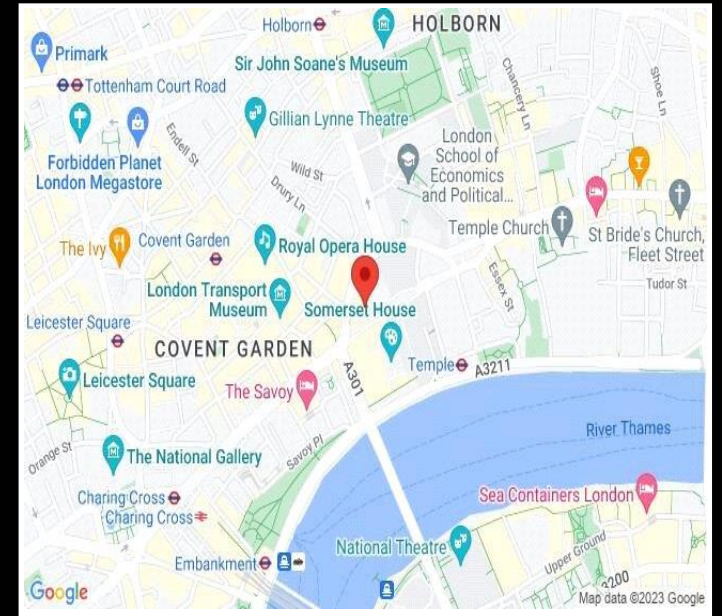 Holborn
HOLBORN
Primark
Sir John Soane's Museum
Tottenham Court Road
Chancery Ln
Shoe Ln
Gillian Lynne Theatre
Endell St
Forbidden Planet
London Megastore
Wild St
Drury Ln
London
School of
Economics
and Political...
Temple Church
St Bride's Church,
Fleet Street
The Ivy
Covent Garden
Royal Opera House
Tudor St
Essex St
London Transport
Museum
Somerset House
Leicester Square
COVENT GARDEN
A301
Temple
A3211
Leicester Square
The Savoy
River Thames
Orange St
The National Gallery
Savoy Pl
Charing Cross
Charing Cross
Sea Containers London
National Theatre
Upper Ground
Embankment
3200
Google
Map data ©2023 Google